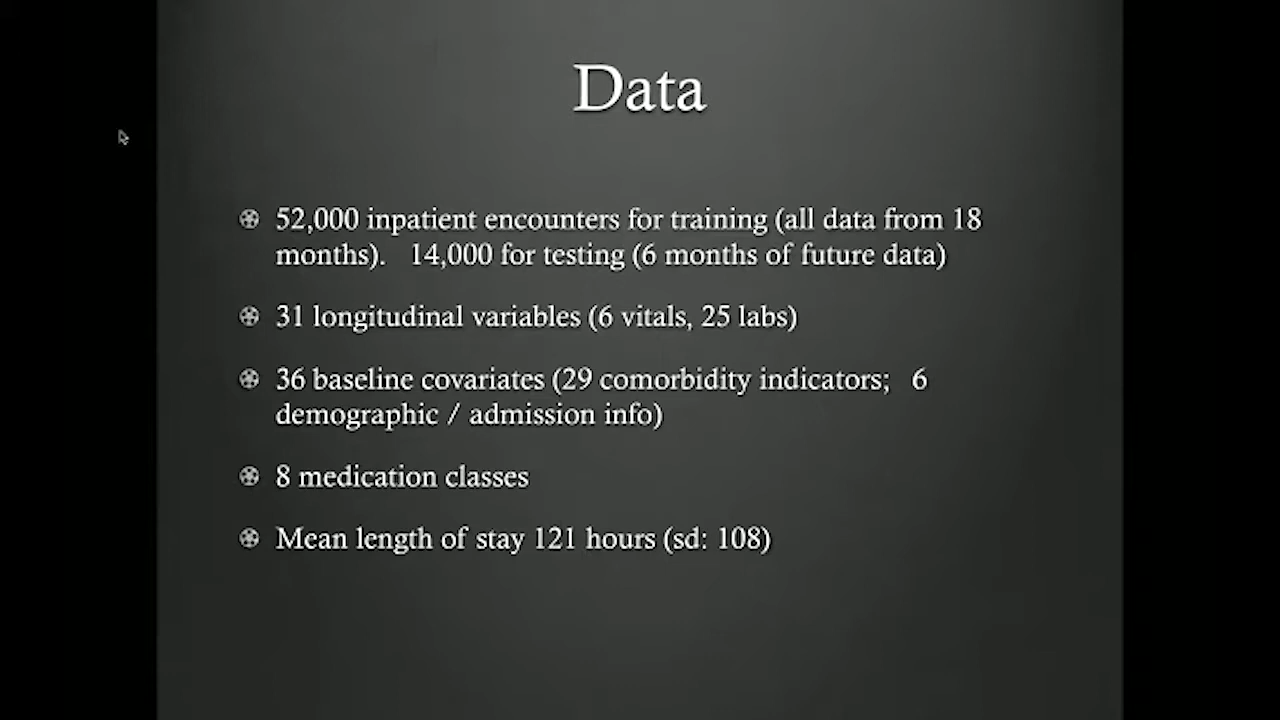 Data
52,000 inpatient encounters for training (all data from 18
months). 14,000 for testing (6 months of future data)
31 longitudinal variables (6 vitals, 25 labs)
36 baseline covariates (29 comorbidity indicators; 6
demographic / admission info)
8 medication classes
Mean length of stay 121 hours (sd: 108)